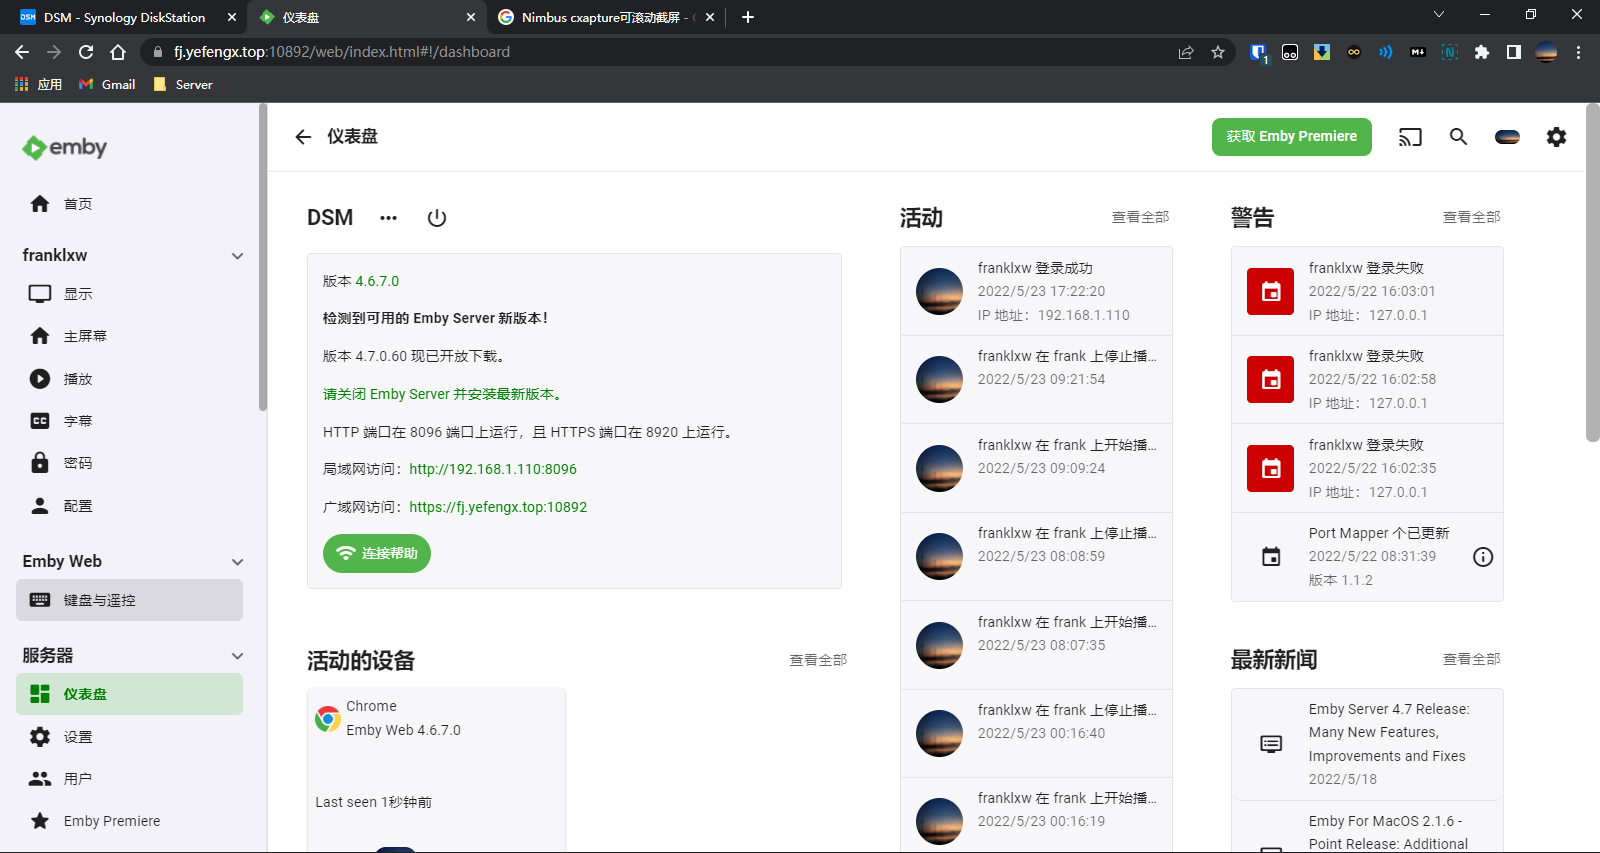 DSM - Synology DiskStation
仪表盘
Nimbus cxapture可滚动截屏 -
fj.yefengx.top:10892/web/index.html#!/dashboard
应用
Gmail
Server
emby
首页
franklxw
显示
主屏幕
播放
字幕
密码
配置
Emby Web
键盘与遥控
服务器
仪表盘
设置
用户
Emby Premiere
仪表盘
获取 Emby Premiere
DSM
版本 4.6.7.0
检测到可用的 Emby Server 新版本!
版本 4.7.0.60 现已开放下载。
请关闭 Emby Server 并安装最新版本。
HTTP 端口在 8096 端口上运行，且 HTTPS 端口在 8920 上运行。
局域网访问：http://192.168.1.110:8096
广域网访问：https://fj.yefengx.top:10892
连接帮助
活动的设备
查看全部
Chrome
Emby Web 4.6.7.0
Last seen 1秒钟前
活动
查看全部
franklxw 登录成功
2022/5/23 17:22:20
IP 地址：192.168.1.110
franklxw 在 frank 上停止播...
2022/5/23 09:21:54
franklxw 在 frank 上开始播...
2022/5/23 09:09:24
franklxw 在 frank 上停止播...
2022/5/23 08:08:59
franklxw 在 frank 上开始播...
2022/5/23 08:07:35
franklxw 在 frank 上停止播...
2022/5/23 00:16:40
franklxw 在 frank 上开始播...
2022/5/23 00:16:19
警告
查看全部
franklxw 登录失败
2022/5/22 16:03:01
IP 地址：127.0.0.1
franklxw 登录失败
2022/5/22 16:02:58
IP 地址：127.0.0.1
franklxw 登录失败
2022/5/22 16:02:35
IP 地址：127.0.0.1
Port Mapper 个已更新
2022/5/22 08:31:39
版本 1.1.2
最新新闻
查看全部
Emby Server 4.7 Release:
Many New Features,
Improvements and Fixes
2022/5/18
Emby For MacOS 2.1.6 -
Point Release: Additional